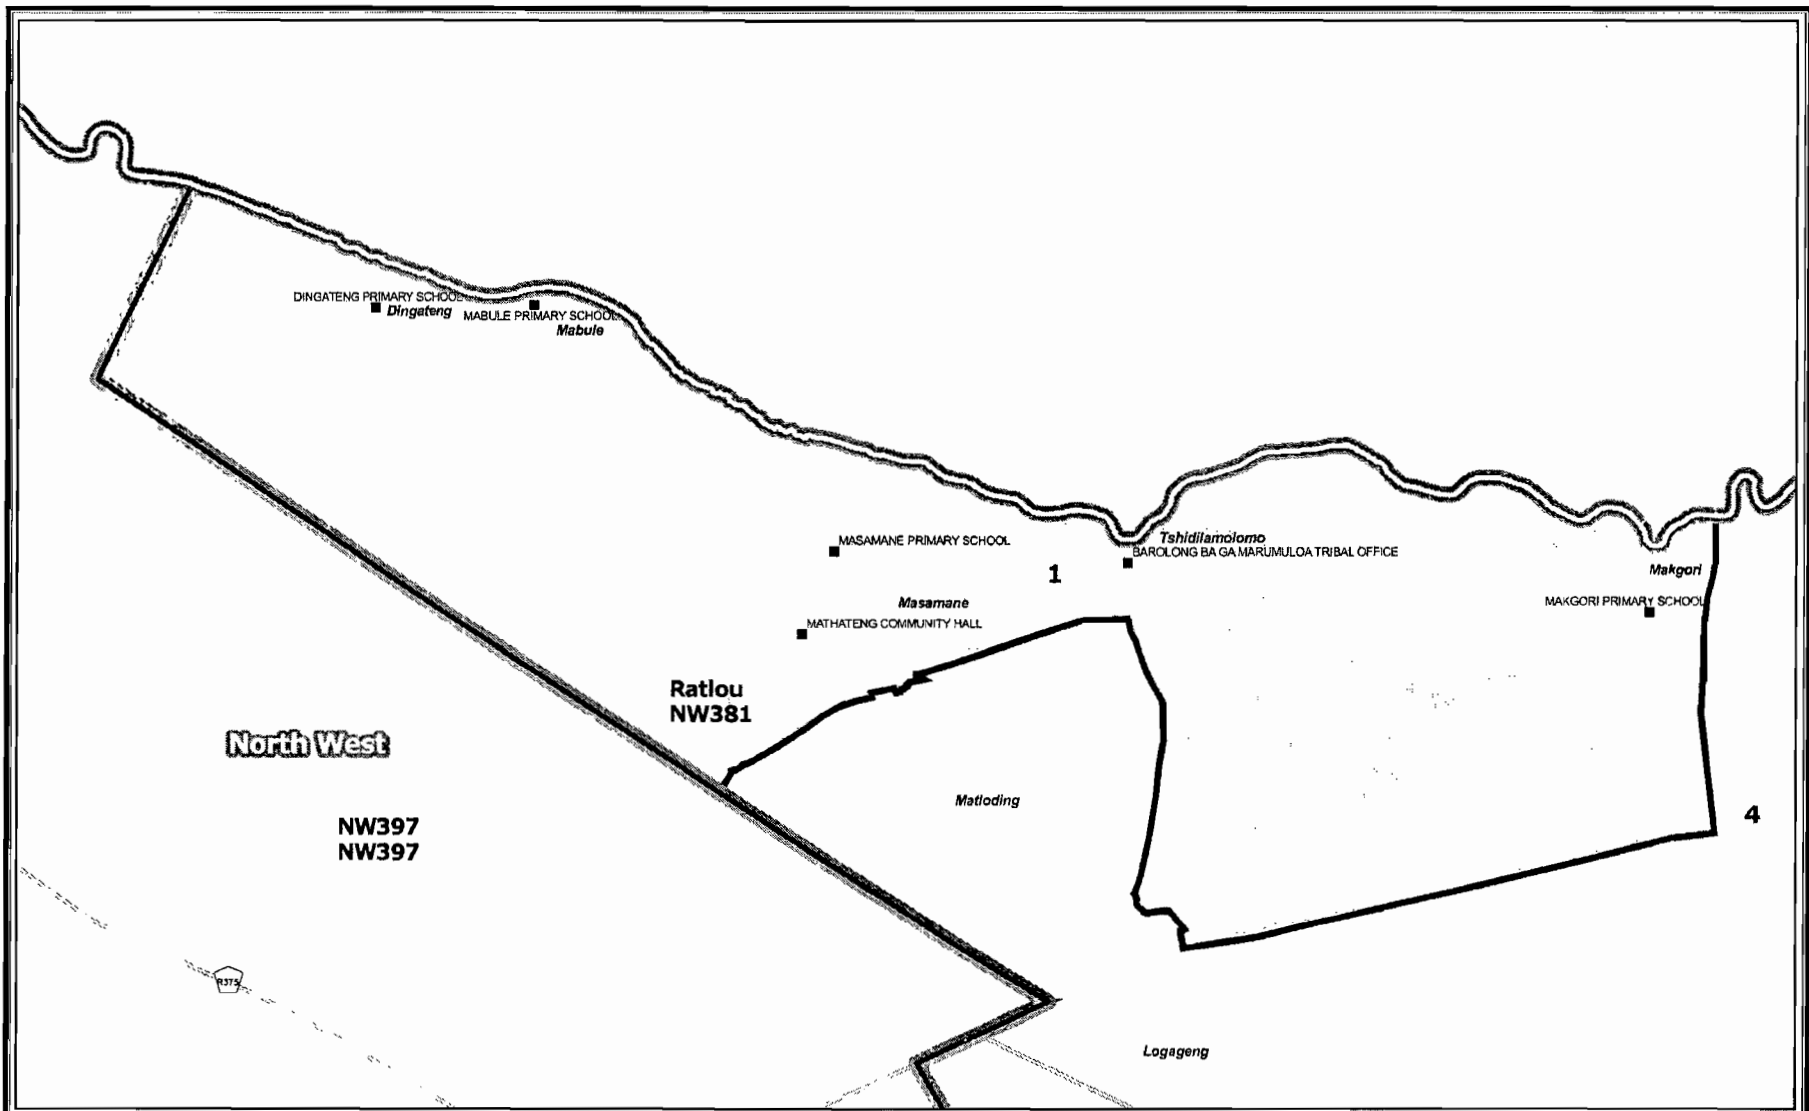 DINGATENG PRIMARY SCHOOL
Dingateng
MABULE PRIMARY SCHOOL
Mabule
Tshidilamolomo
BAROLONG BA GA MARUMULOA TRIBAL OFFICE
MASAMANE PRIMARY SCHOOL
1
Makgori
MAKGORI PRIMARY SCHOOL
Masamane
MATHATENG COMMUNITY HALL
Ratlou
NW381
North West
Matloding
4
NW397
NW397
R375
Logageng